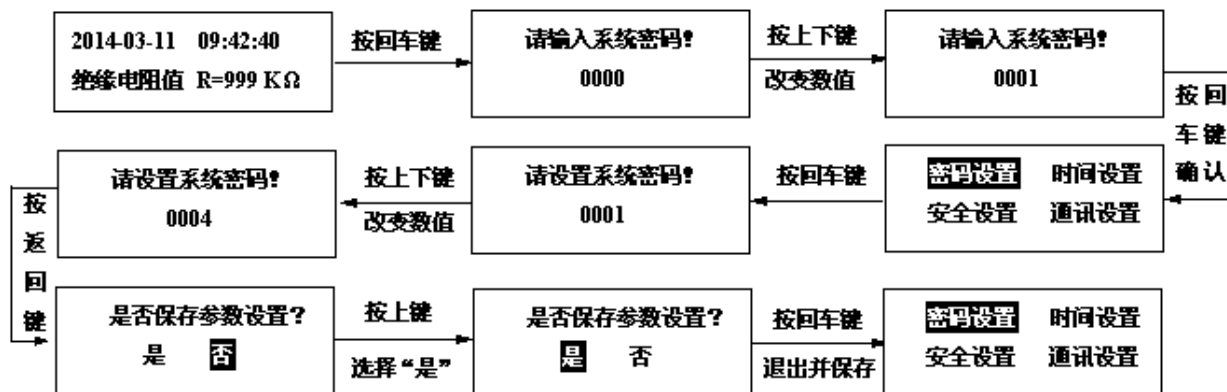 2014-03-11 09:42:40
绝缘电阻值 R=999 KΩ
按回车键
请输入系统密码!
0000
按上下键
改变数值
请输入系统密码!
0001
按回
车键
确认
密码设置 时间设置
安全设置 通讯设置
按回车键
请设置系统密码!
0001
按上下键
改变数值
请设置系统密码!
0004
按
返
回
键
是否保存参数设置?
是 否
按上键
选择“是”
是否保存参数设置?
是 否
按回车键
退出并保存
密码设置 时间设置
安全设置 通讯设置